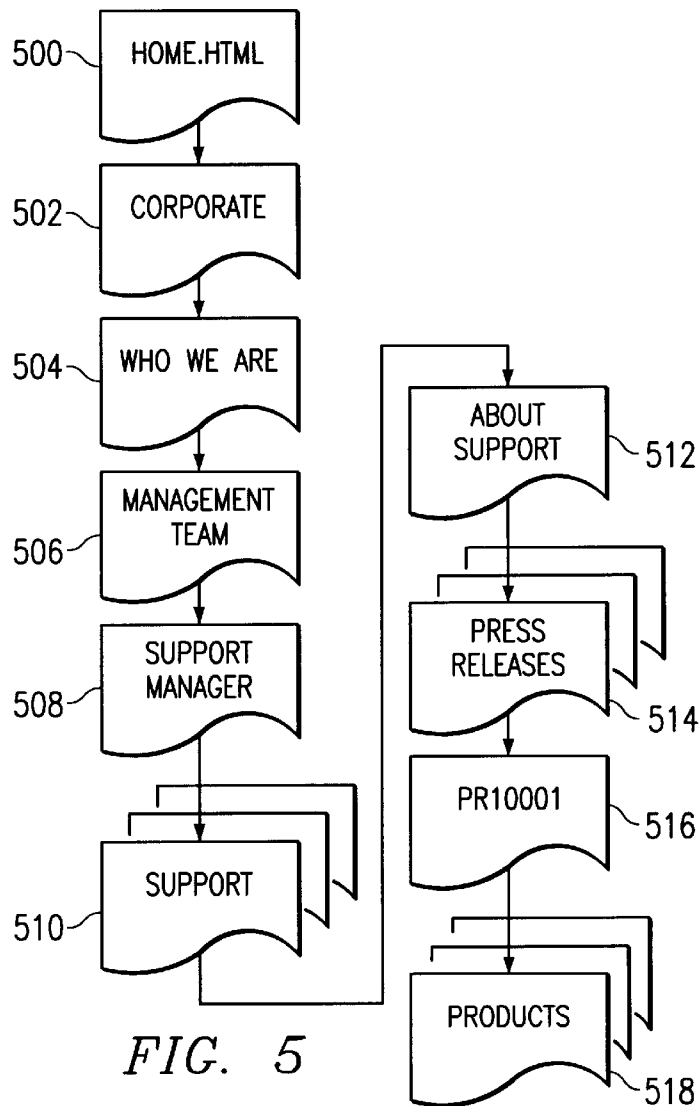 500
HOME.HTML
502
CORPORATE
504
WHO WE ARE
506
MANAGEMENT
TEAM
508
SUPPORT
MANAGER
510
SUPPORT
ABOUT
SUPPORT
512
PRESS
RELEASES
514
PR10001
516
PRODUCTS
518
FIG. 5